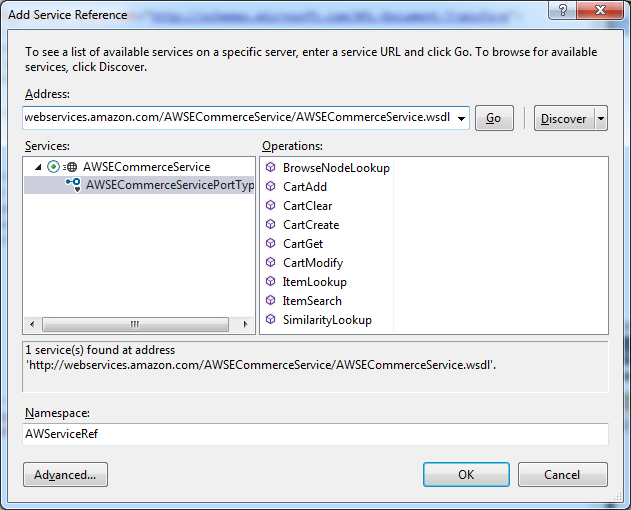 Add Service Reference
To see a list of available services on a specific server, enter a service URL and click Go. To browse for available
services, click Discover.
Address:
webservices.amazon.com/AWSECommerceService/AWSECommerceService.wsdl
Go
Discover
Services:
Operations:
AWSECommerceService
AWSECommerceServicePortTyp
BrowseNodeLookup
CartAdd
CartClear
CartCreate
CartGet
CartModify
ItemLookup
ItemSearch
SimilarityLookup
1 service(s) found at address
'http://webservices.amazon.com/AWSECommerceService/AWSECommerceService.wsdl'.
Namespace:
AWServiceRef
Advanced...
OK
Cancel